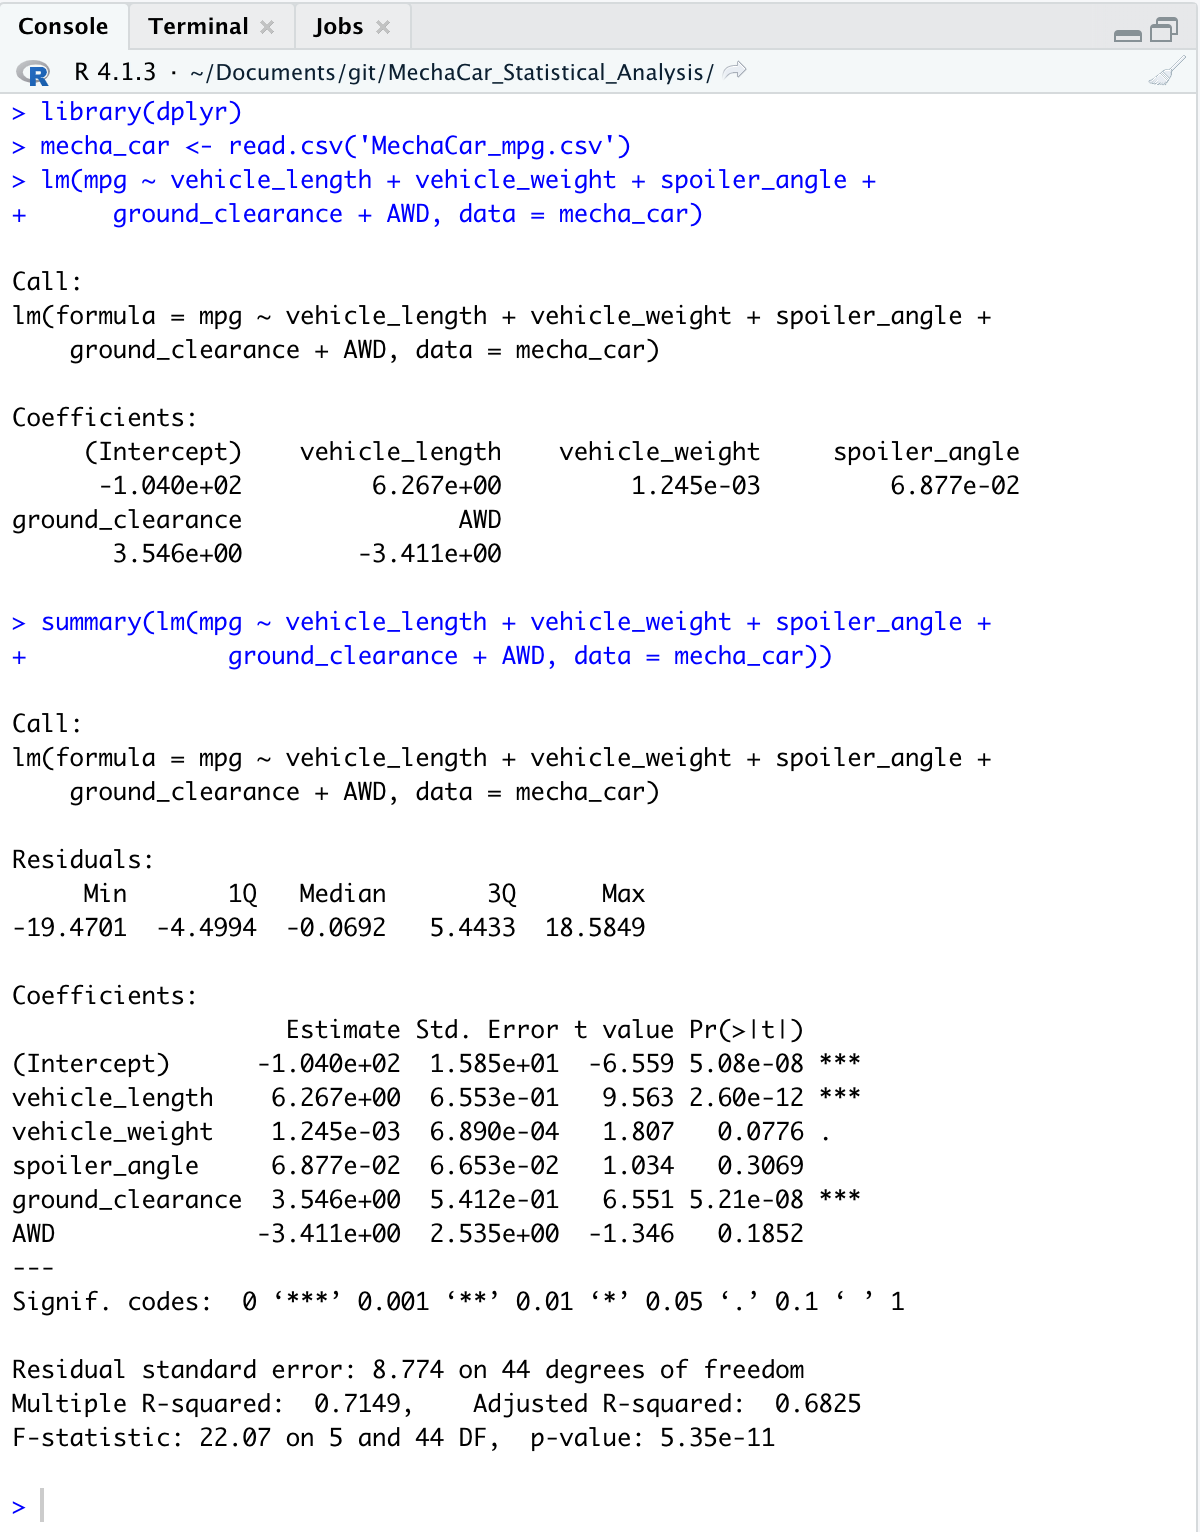 Console Terminal × Jobs ×
R R 4.1.3 · ~/Documents/git/MechaCar_Statistical_Analysis/
> library(dplyr)
> mecha_car <- read.csv('MechaCar_mpg.csv')
> lm(mpg ~ vehicle_length + vehicle_weight + spoiler_angle +
+      ground_clearance + AWD, data = mecha_car)
Call:
lm(formula = mpg ~ vehicle_length + vehicle_weight + spoiler_angle +
    ground_clearance + AWD, data = mecha_car)
Coefficients:
     (Intercept)    vehicle_length    vehicle_weight     spoiler_angle
      -1.040e+02         6.267e+00         1.245e-03         6.877e-02
ground_clearance               AWD
       3.546e+00        -3.411e+00
> summary(lm(mpg ~ vehicle_length + vehicle_weight + spoiler_angle +
+              ground_clearance + AWD, data = mecha_car))
Call:
lm(formula = mpg ~ vehicle_length + vehicle_weight + spoiler_angle +
    ground_clearance + AWD, data = mecha_car)
Residuals:
     Min       1Q   Median       3Q      Max
-19.4701  -4.4994  -0.0692   5.4433  18.5849
Coefficients:
                   Estimate Std. Error t value Pr(>|t|)
(Intercept)      -1.040e+02  1.585e+01  -6.559 5.08e-08 ***
vehicle_length    6.267e+00  6.553e-01   9.563 2.60e-12 ***
vehicle_weight    1.245e-03  6.890e-04   1.807   0.0776 .
spoiler_angle     6.877e-02  6.653e-02   1.034   0.3069
ground_clearance  3.546e+00  5.412e-01   6.551 5.21e-08 ***
AWD              -3.411e+00  2.535e+00  -1.346   0.1852
---
Signif. codes:  0 ‘***’ 0.001 ‘**’ 0.01 ‘*’ 0.05 ‘.’ 0.1 ‘ ’ 1
Residual standard error: 8.774 on 44 degrees of freedom
Multiple R-squared:  0.7149,    Adjusted R-squared:  0.6825
F-statistic: 22.07 on 5 and 44 DF,  p-value: 5.35e-11
>